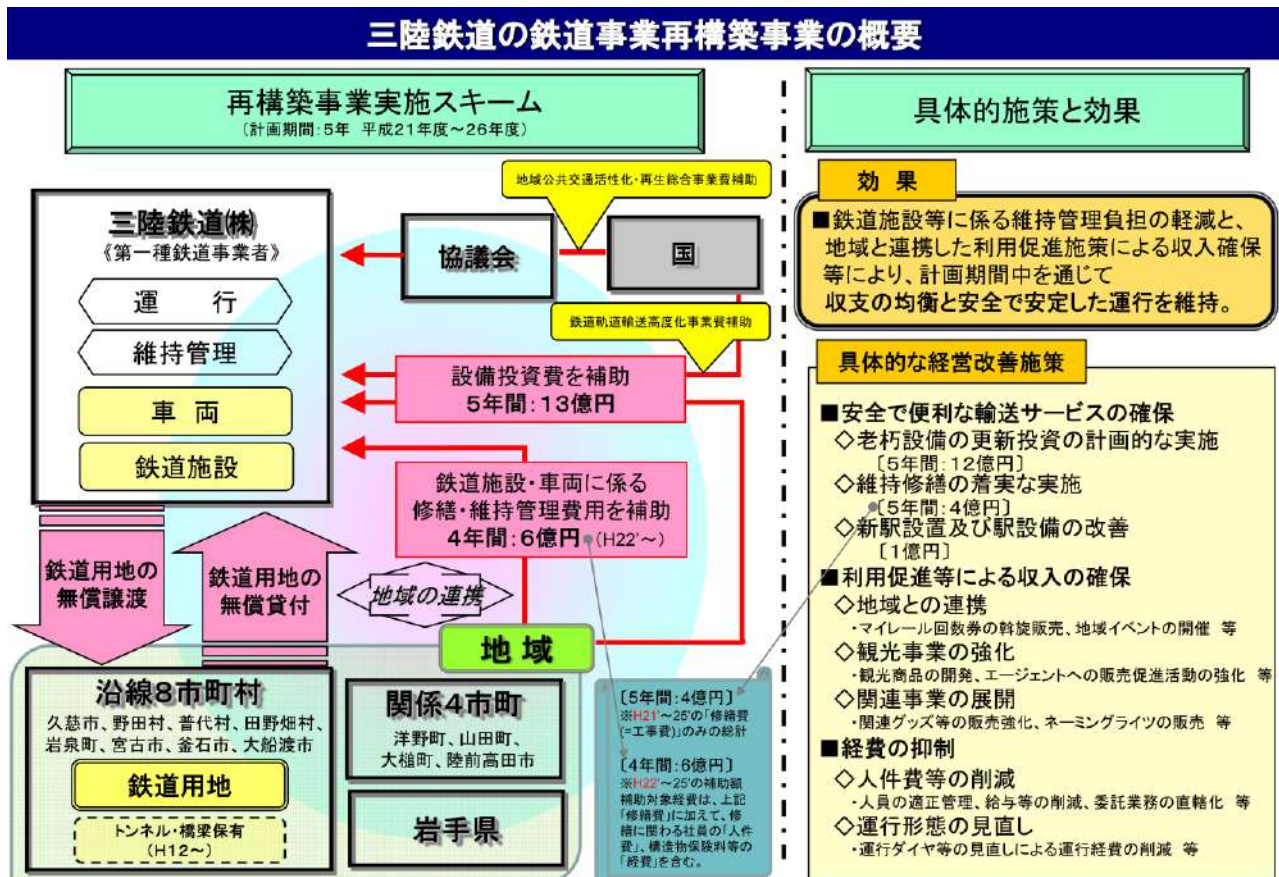 三陸鉄道の鉄道事業再構築事業の概要
再構築事業実施スキーム
(計画期間:5年 平成21年度～26年度)
地域公共交通活性化・再生総合事業費補助
三陸鉄道㈱
《第一種鉄道事業者》
運 行
維持管理
車 両
鉄道施設
協議会
国
鉄道軌道輸送高度化事業費補助
設備投資費を補助
5年間:13億円
鉄道施設・車両に係る
修繕・維持管理費用を補助
4年間:6億円(H22'～)
鉄道用地の
無償譲渡
鉄道用地の
無償貸付
地域の連携
地域
沿線8市町村
久慈市、野田村、普代村、田野畑村、
岩泉町、宮古市、釜石市、大船渡市
鉄道用地
トンネル・橋梁保有
(H12～)
関係4市町
洋野町、山田町、
大槌町、陸前高田市
岩手県
〔5年間:4億円〕
※H21'～25'の「修繕費
(=工事費)」のみの総計
〔4年間:6億円〕
※H22'～25'の補助額
補助対象経費は、上記
「修繕費」に加えて、修
繕に関わる社員の「人件
費」、構造物保険料等の
「経費」を含む。
具体的施策と効果
効 果
■鉄道施設等に係る維持管理負担の軽減と、
地域と連携した利用促進施策による収入確保
等により、計画期間中を通じて
収支の均衡と安全で安定した運行を維持。
具体的な経営改善施策
■安全で便利な輸送サービスの確保
◇老朽設備の更新投資の計画的な実施
〔5年間:12億円〕
◇維持修繕の着実な実施
〔5年間:4億円〕
◇新駅設置及び駅設備の改善
〔1億円〕
■利用促進等による収入の確保
◇地域との連携
・マイレール回数券の斡旋販売、地域イベントの開催 等
◇観光事業の強化
・観光商品の開発、エージェントへの販売促進活動の強化 等
◇関連事業の展開
・関連グッズ等の販売強化、ネーミングライツの販売 等
■経費の抑制
◇人件費等の削減
・人員の適正管理、給与等の削減、委託業務の直轄化 等
◇運行形態の見直し
・運行ダイヤ等の見直しによる運行経費の削減 等